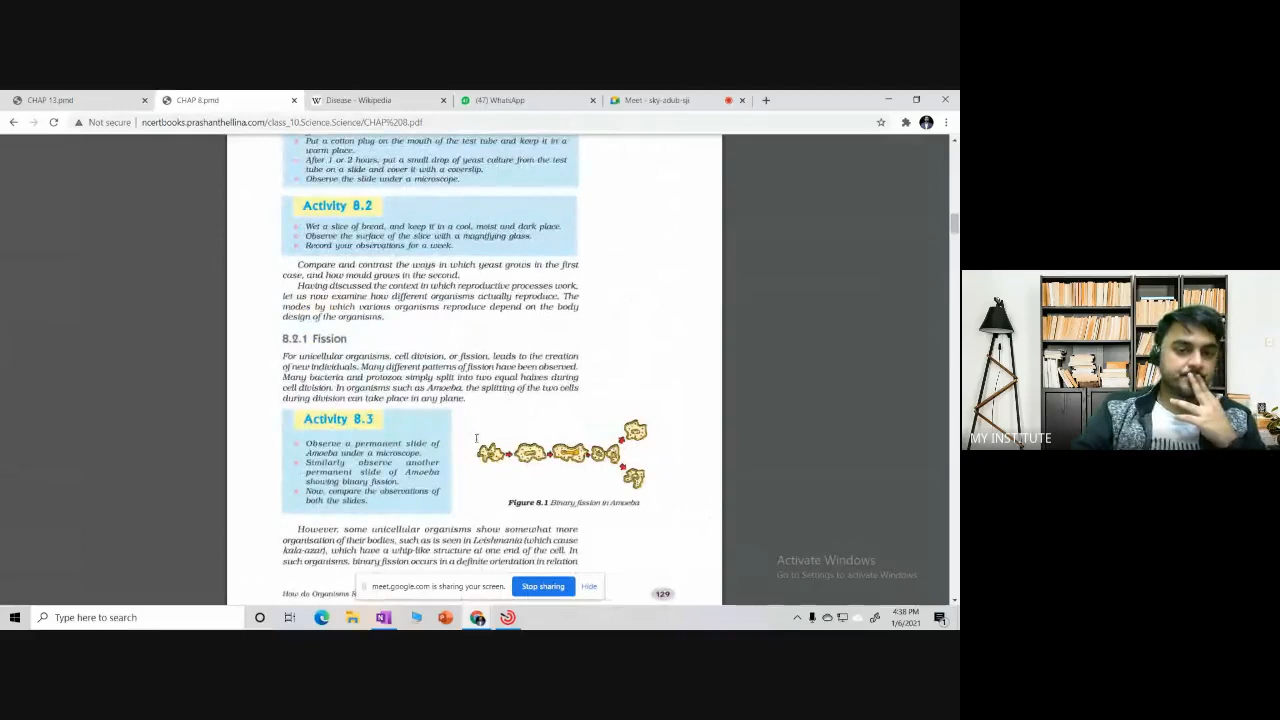 CHAP 13.pmd
CHAP 8.pmd
Disease - Wikipedia
(47) WhatsApp
Meet - sky-adub-sji
Not secure
ncertbooks.prashanthellina.com/class_10.Science.Science/CHAP%208.pdf
Put a cotton plug on the mouth of the test tube and keep it in a
warm place.
After 1 or 2 hours, put a small drop of yeast culture from the test
tube on a slide and cover it with a coverslip.
Observe the slide under a microscope.
Activity 8.2
Wet a slice of bread, and keep it in a cool, moist and dark place.
Observe the surface of the slice with a magnifying glass.
Record your observations for a week.
Compare and contrast the ways in which yeast grows in the first
case, and how mould grows in the second.
Having discussed the context in which reproductive processes work,
let us now examine how different organisms actually reproduce. The
modes by which various organisms reproduce depend on the body
design of the organisms.
8.2.1 Fission
For unicellular organisms, cell division, or fission, leads to the creation
of new individuals. Many different patterns of fission have been observed.
Many bacteria and protozoa simply split into two equal halves during
cell division. In organisms such as Amoeba, the splitting of the two cells
during division can take place in any plane.
Activity 8.3
Observe a permanent slide of
Amoeba under a microscope.
Similarly observe another
permanent slide of Amoeba
showing binary fission.
Now, compare the observations of
both the slides.
Figure 8.1 Binary fission in Amoeba
However, some unicellular organisms show somewhat more
organisation of their bodies, such as is seen in Leishmania (which cause
kala-azar), which have a whip-like structure at one end of the cell. In
such organisms, binary fission occurs in a definite orientation in relation
How do Organisms
129
meet.google.com is sharing your screen.
Stop sharing
Hide
Activate Windows
Go to Settings to activate Windows.
Type here to search
4:38 PM
1/6/2021
MY INSTITUTE